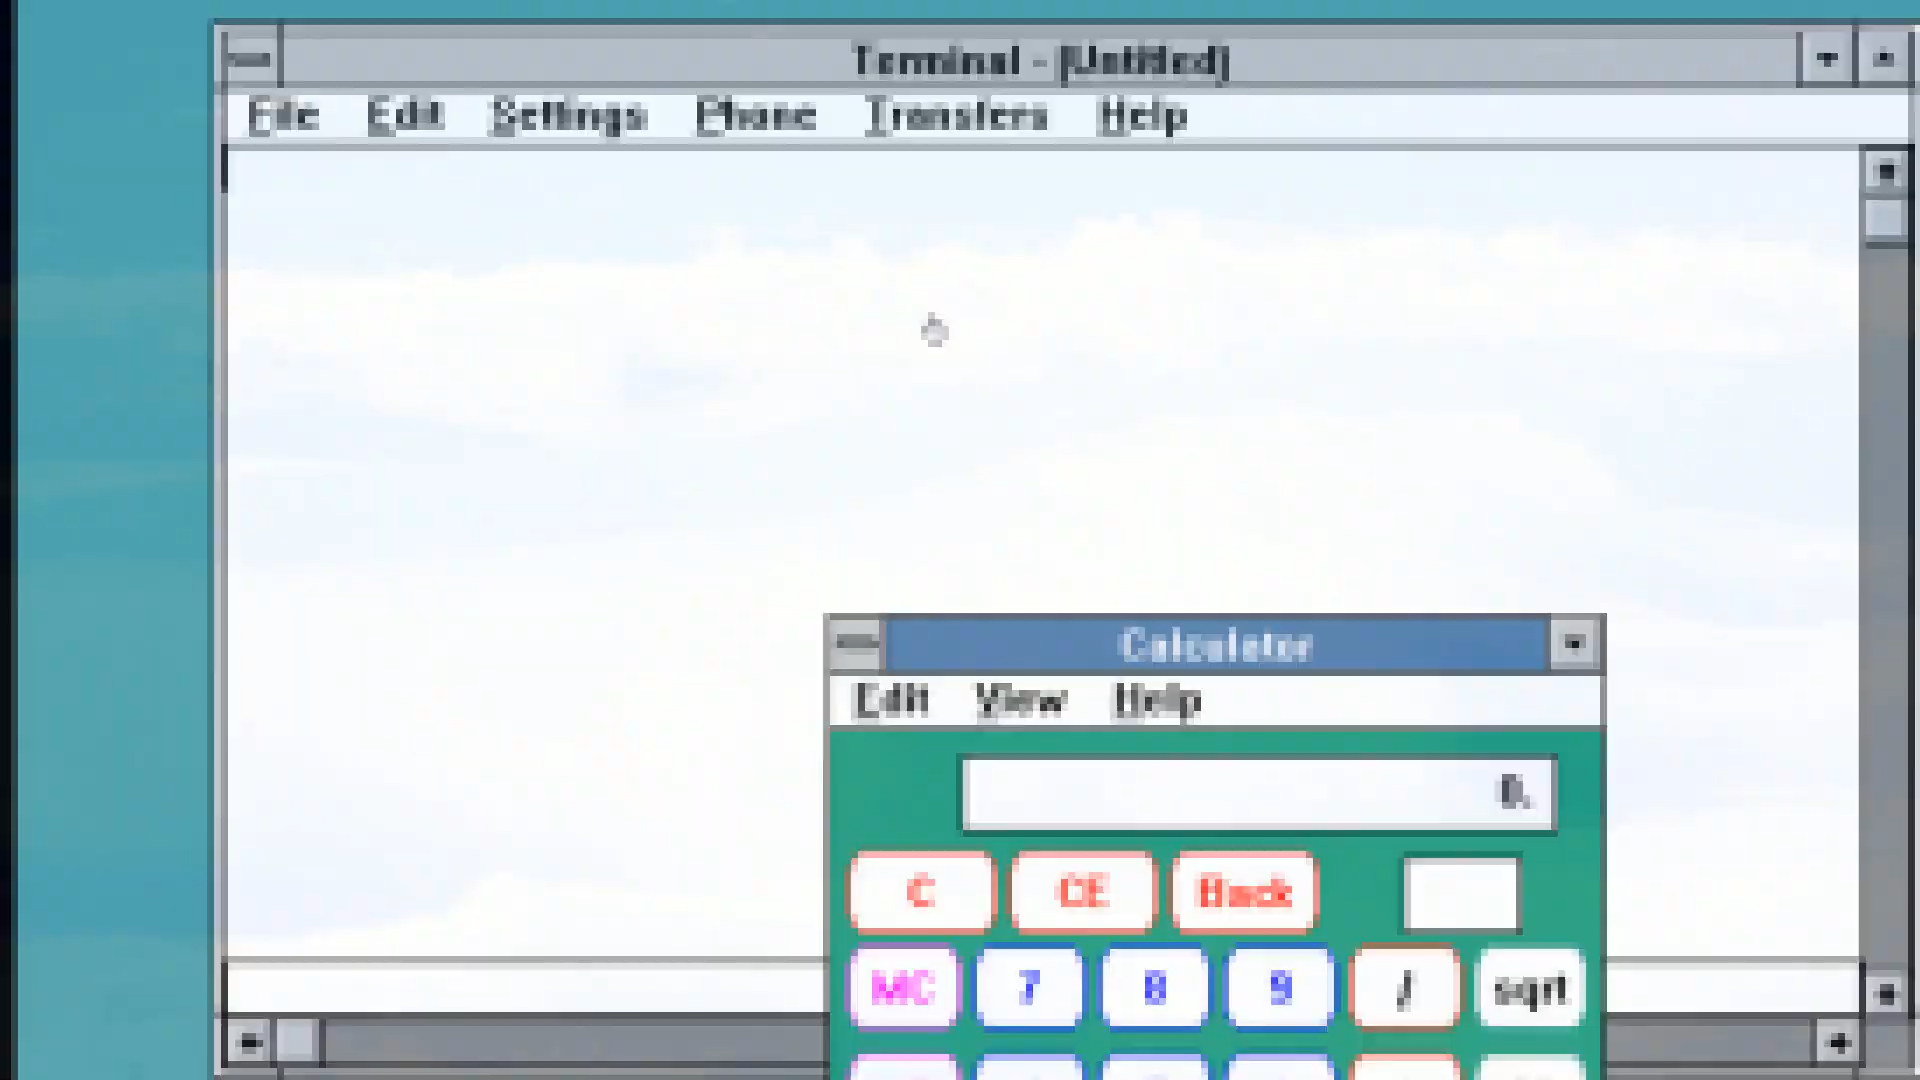 Terminal - [Untitled]
File Edit Settings Phone Transfers Help
Calculator
Edit View Help
0.
C CE Back
MC 7 8 9 / sqrt